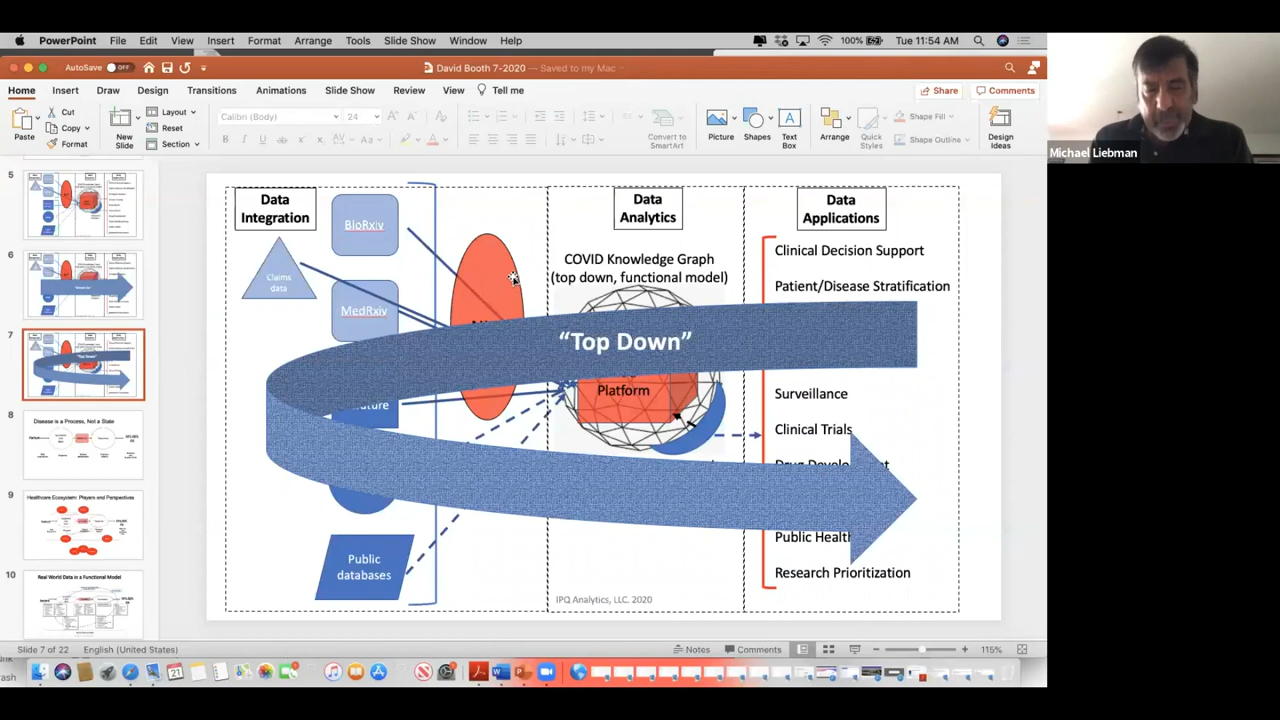 PowerPoint File Edit View Insert Format Arrange Tools Slide Show Window Help 100% Tue 11:54 AM
AutoSave OFF David Booth 7-2020 — Saved to my Mac
Home Insert Draw Design Transitions Animations Slide Show Review View Tell me Share Comments
Paste Cut Copy Format New Slide Layout Reset Section Calibri (Body) 24 Convert to SmartArt Picture Shapes Text Box Arrange Quick Styles Shape Fill Shape Outline Design Ideas
Michael Liebman
5
6
7
8
Disease is a Process, Not a State
9
Healthcare Ecosystem: Players and Perspectives
10
Real World Data in a Functional Model
Data
Integration
Claims
data
BioRxiv
MedRxiv
Public
databases
Data
Analytics
COVID Knowledge Graph
(top down, functional model)
"Top Down"
Platform
IPQ Analytics, LLC. 2020
Data
Applications
Clinical Decision Support
Patient/Disease Stratification
Surveillance
Clinical Trials
Public Health
Research Prioritization
Slide 7 of 22 English (United States) Notes Comments 115%